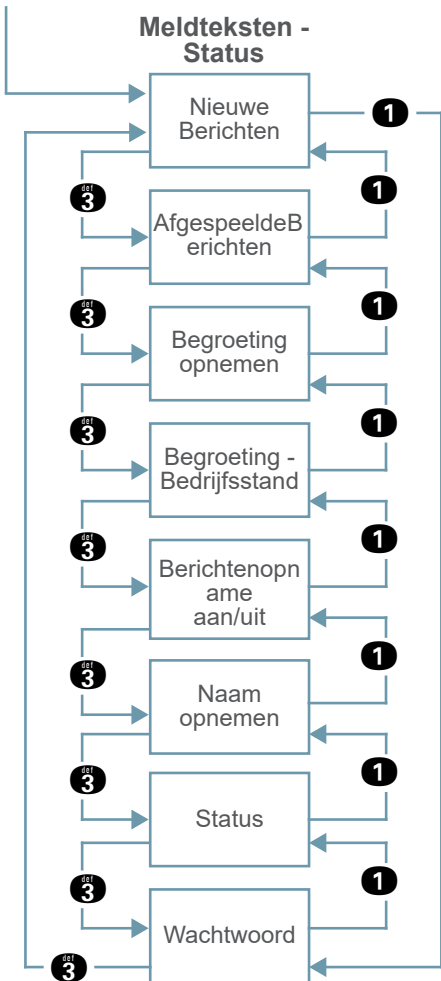 Meldteksten -
Status
Nieuwe
Berichten
1
def
3
1
AfgespeeldeB
erichten
def
3
1
Begroeting
opnemen
def
3
1
Begroeting -
Bedrijfsstand
def
3
1
Berichtenopn
ame
aan/uit
def
3
1
Naam
opnemen
def
3
1
Status
def
3
1
Wachtwoord
def
3